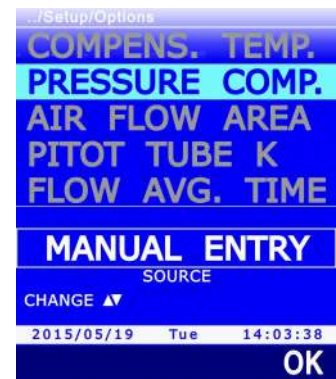 ../Setup/Options
COMPENS. TEMP.
PRESSURE COMP.
AIR FLOW AREA
PITOT TUBE K
FLOW AVG. TIME
MANUAL ENTRY
SOURCE
CHANGE ▲▼
2015/05/19 Tue 14:03:38
OK